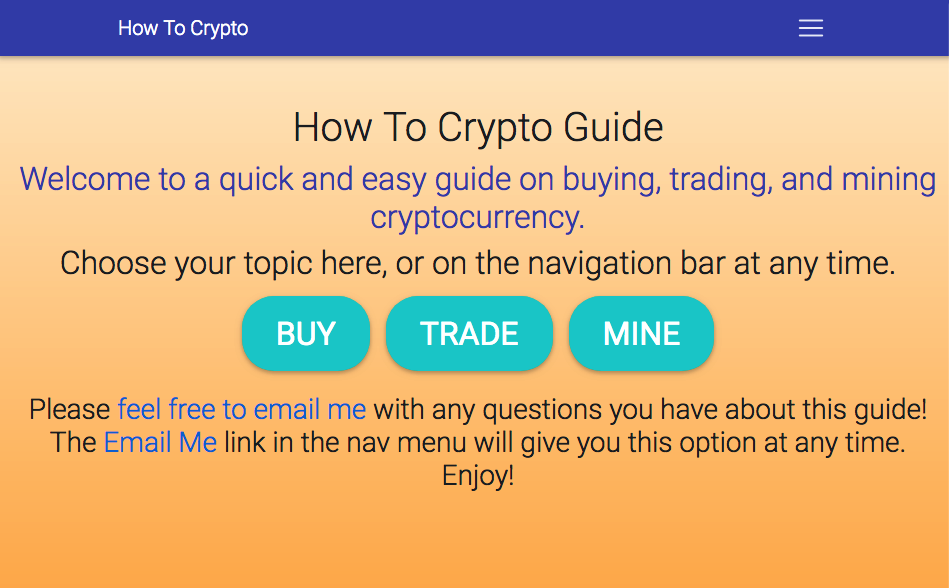 How To Crypto
How To Crypto Guide
Welcome to a quick and easy guide on buying, trading, and mining
cryptocurrency.
Choose your topic here, or on the navigation bar at any time.
BUY TRADE MINE
Please feel free to email me with any questions you have about this guide!
The Email Me link in the nav menu will give you this option at any time.
Enjoy!